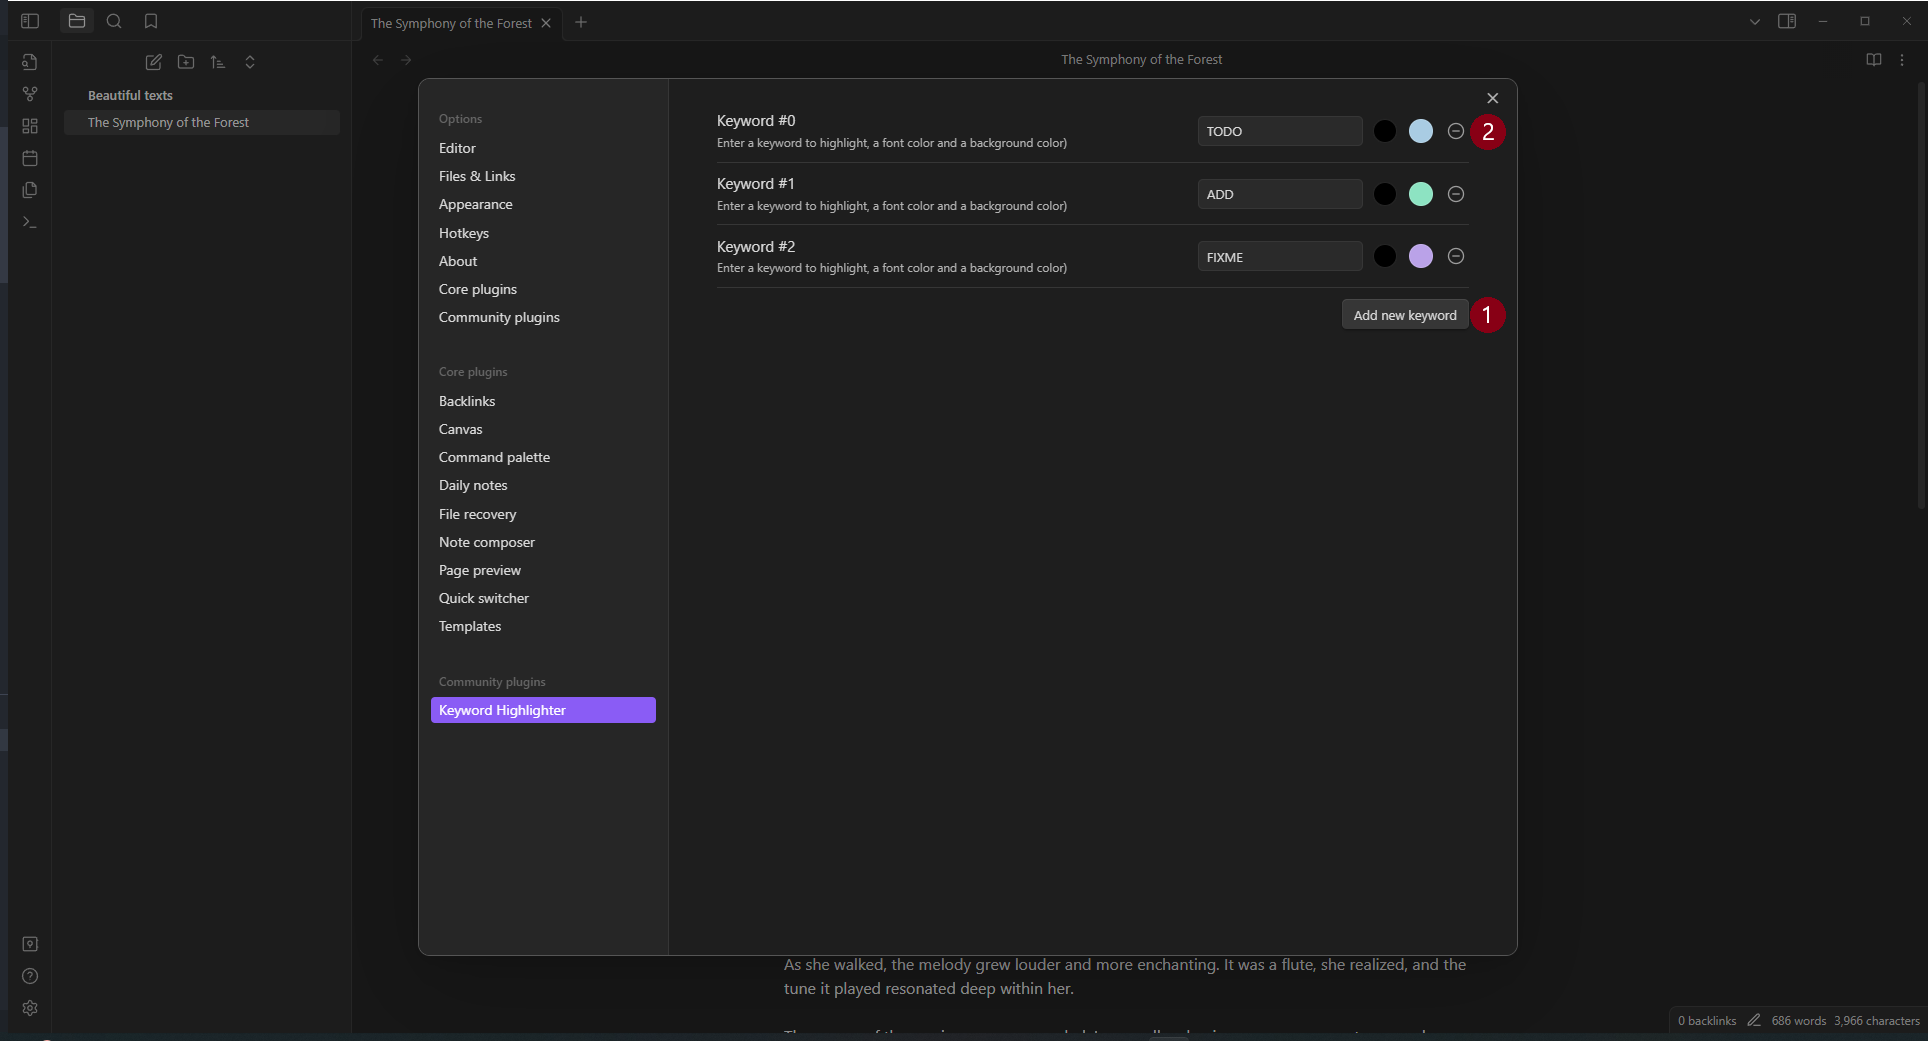 The Symphony of the Forest
The Symphony of the Forest
Beautiful texts
The Symphony of the Forest
Options
Editor
Files & Links
Appearance
Hotkeys
About
Core plugins
Community plugins
Core plugins
Backlinks
Canvas
Command palette
Daily notes
File recovery
Note composer
Page preview
Quick switcher
Templates
Community plugins
Keyword Highlighter
Keyword #0
Enter a keyword to highlight, a font color and a background color)
TODO
2
Keyword #1
Enter a keyword to highlight, a font color and a background color)
ADD
Keyword #2
Enter a keyword to highlight, a font color and a background color)
FIXME
Add new keyword
1
As she walked, the melody grew louder and more enchanting. It was a flute, she realized, and the
tune it played resonated deep within her.
0 backlinks
686 words
3,966 characters